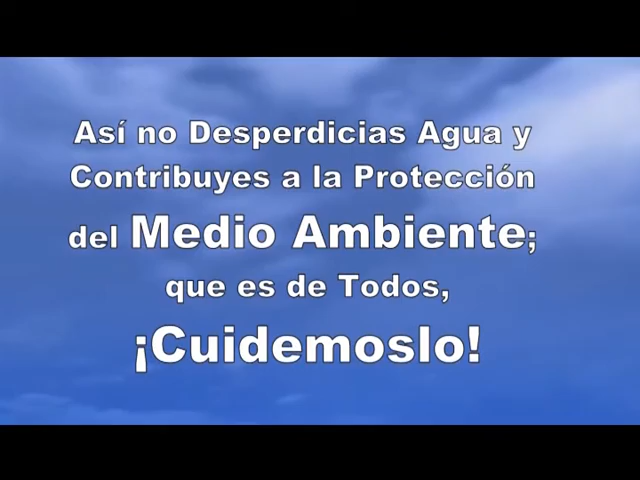 Así no Desperdicias Agua y
Contribuyes a la Protección
del Medio Ambiente;
que es de Todos,
¡Cuidemoslo!